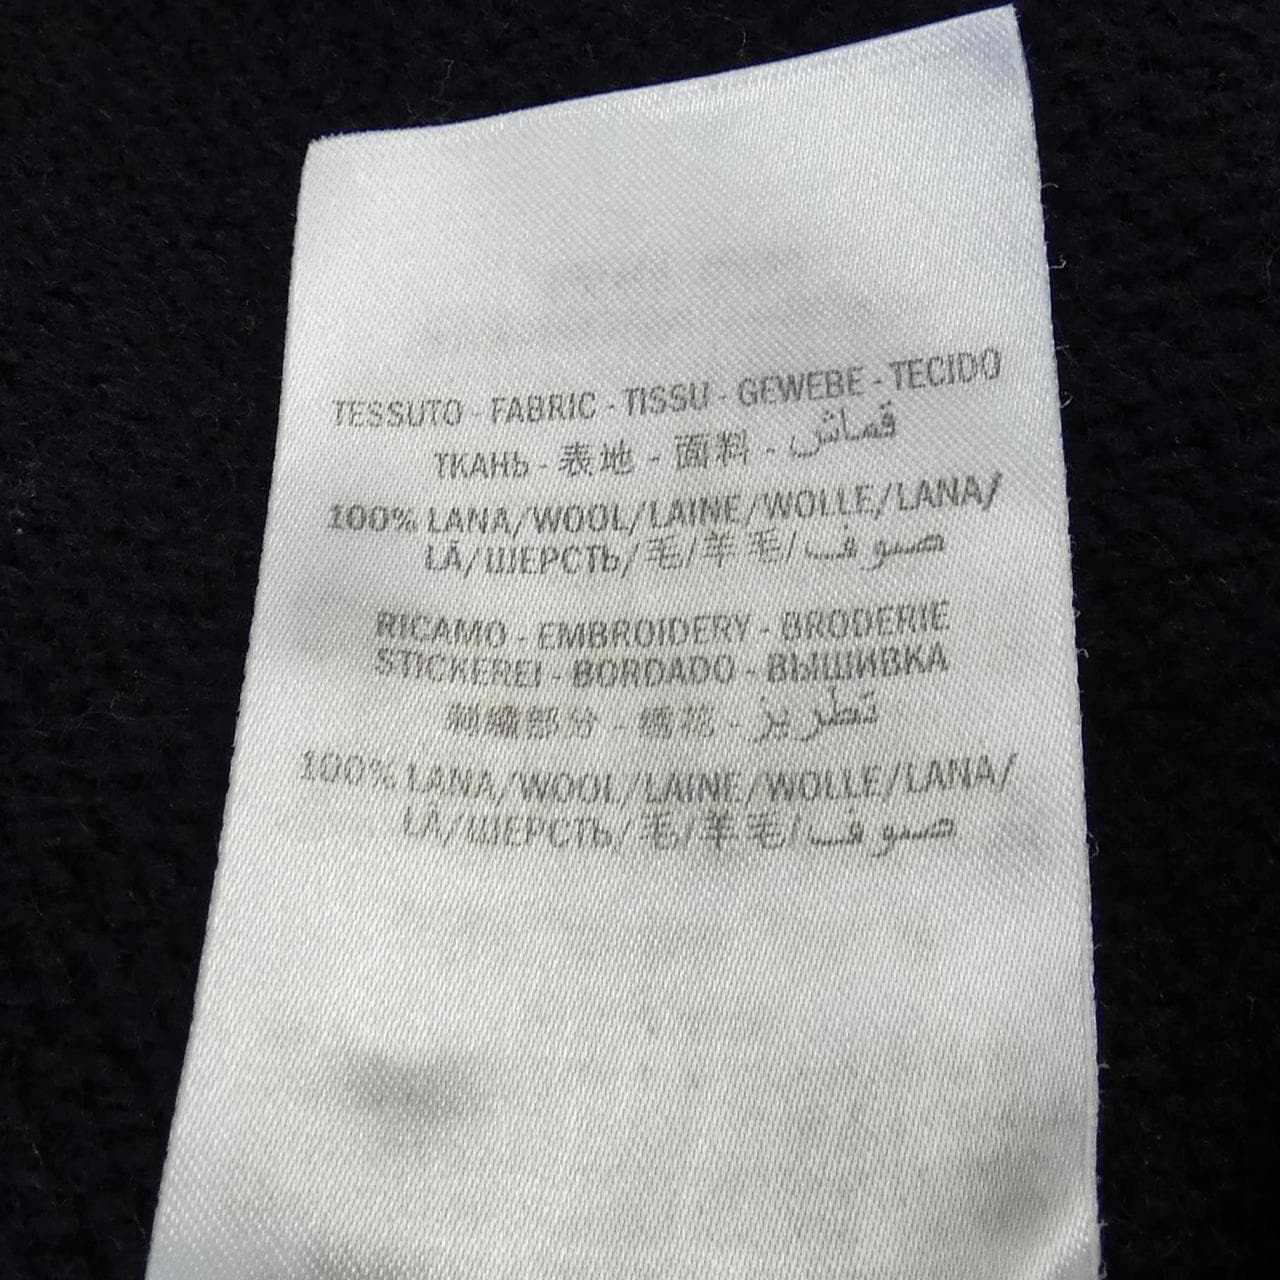 TESSUTO - FABRIC - TISSU - GEWEBE - TECIDO
ТКАНЬ - 表地 - 面料 - قماش
100% LANA/WOOL/LAINE/WOLLE/LANA/
LÃ/ШЕРСТЬ/毛/羊毛/صوف
RICAMO - EMBROIDERY - BRODERIE
STICKEREI - BORDADO - ВЫШИВКА
刺繍部分 - 绣花 - تطريز
100% LANA/WOOL/LAINE/WOLLE/LANA/
LÃ/ШЕРСТЬ/毛/羊毛/صوف